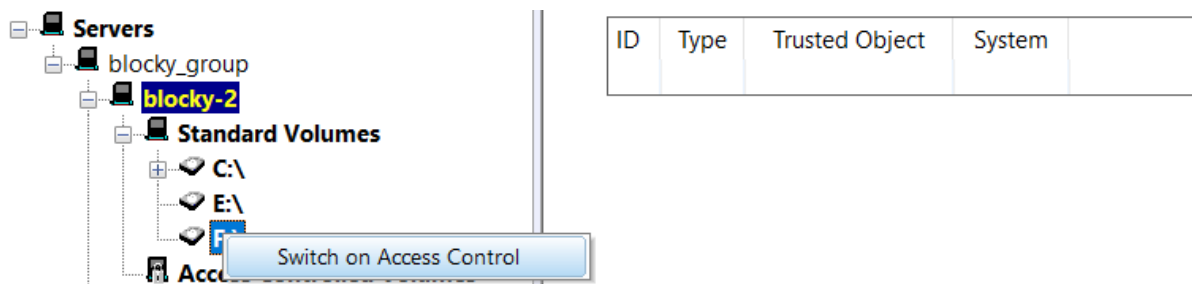 Servers
blocky_group
blocky-2
Standard Volumes
C:\
E:\
Switch on Access Control
ID Type Trusted Object System